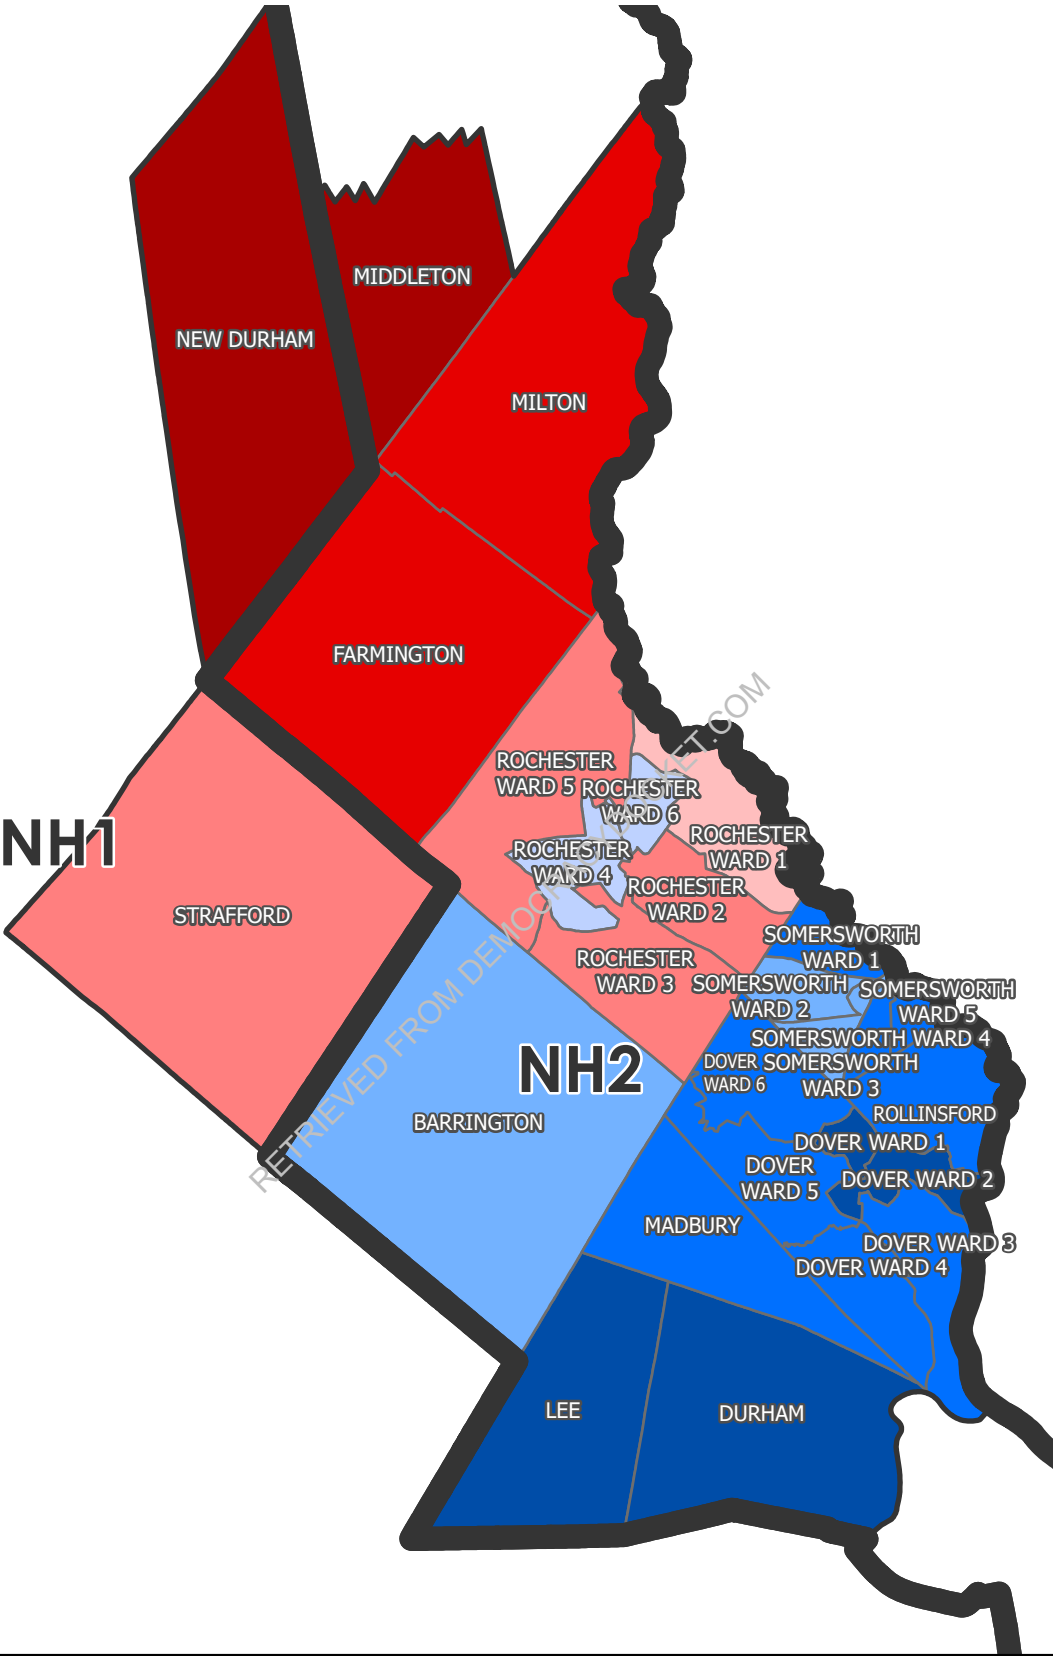 MIDDLETON
NEW DURHAM
MILTON
FARMINGTON
ROCHESTER
WARD 5
ROCHESTER
WARD 6
NH1
ROCHESTER
WARD 1
ROCHESTER
WARD 4
ROCHESTER
WARD 2
STRAFFORD
SOMERSWORTH
WARD 1
ROCHESTER
WARD 3
SOMERSWORTH
WARD 2
SOMERSWORTH
WARD 5
SOMERSWORTH WARD 4
NH2
DOVER
WARD 6
SOMERSWORTH
WARD 3
BARRINGTON
ROLLINSFORD
DOVER WARD 1
DOVER
WARD 5
DOVER WARD 2
MADBURY
DOVER WARD 3
DOVER WARD 4
LEE
DURHAM
RETRIEVED FROM DEMOCRACYDOCKET.COM